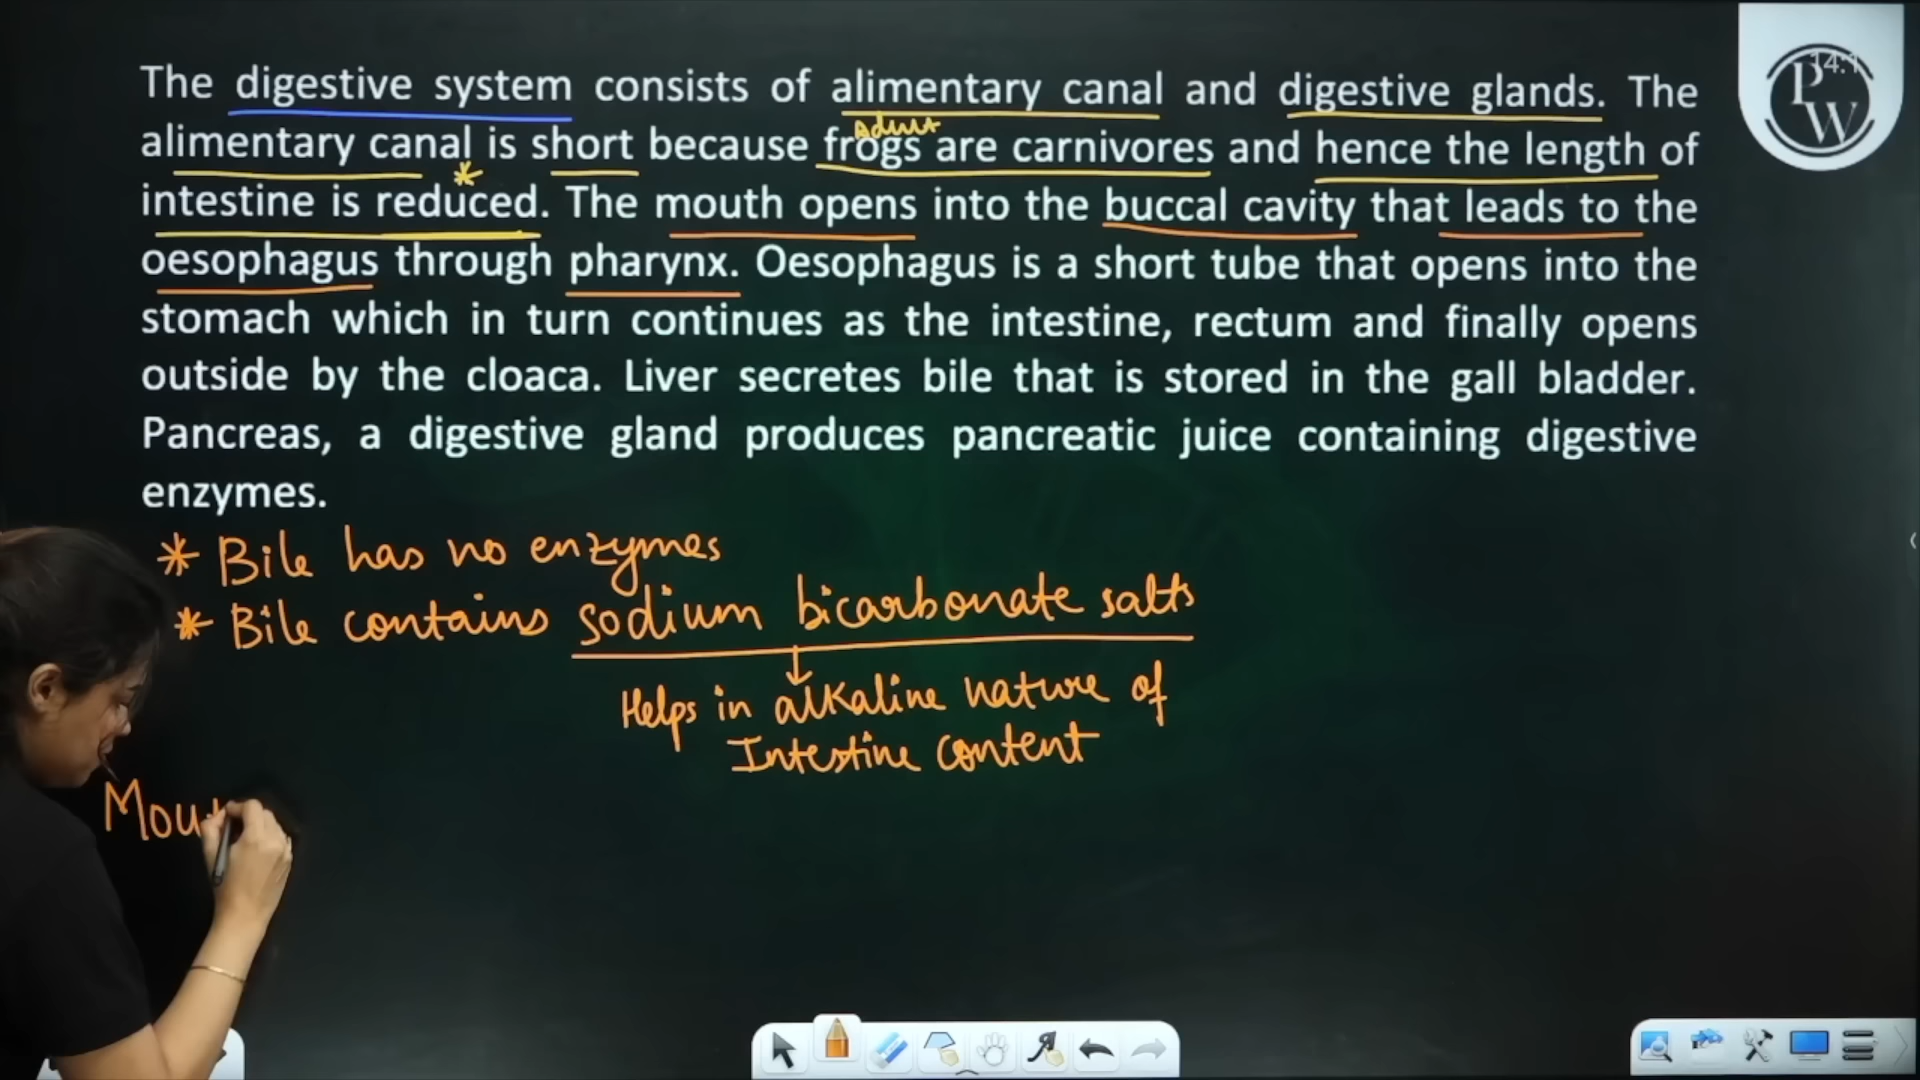 The digestive system consists of alimentary canal and digestive glands. The
alimentary canal is short because frogs are carnivores and hence the length of
adult
intestine is reduced. The mouth opens into the buccal cavity that leads to the
oesophagus through pharynx. Oesophagus is a short tube that opens into the
stomach which in turn continues as the intestine, rectum and finally opens
outside by the cloaca. Liver secretes bile that is stored in the gall bladder.
Pancreas, a digestive gland produces pancreatic juice containing digestive
enzymes.
* Bile has no enzymes
* Bile contains sodium bicarbonate salts
Helps in alkaline nature of
Intestine content
Mout
PW